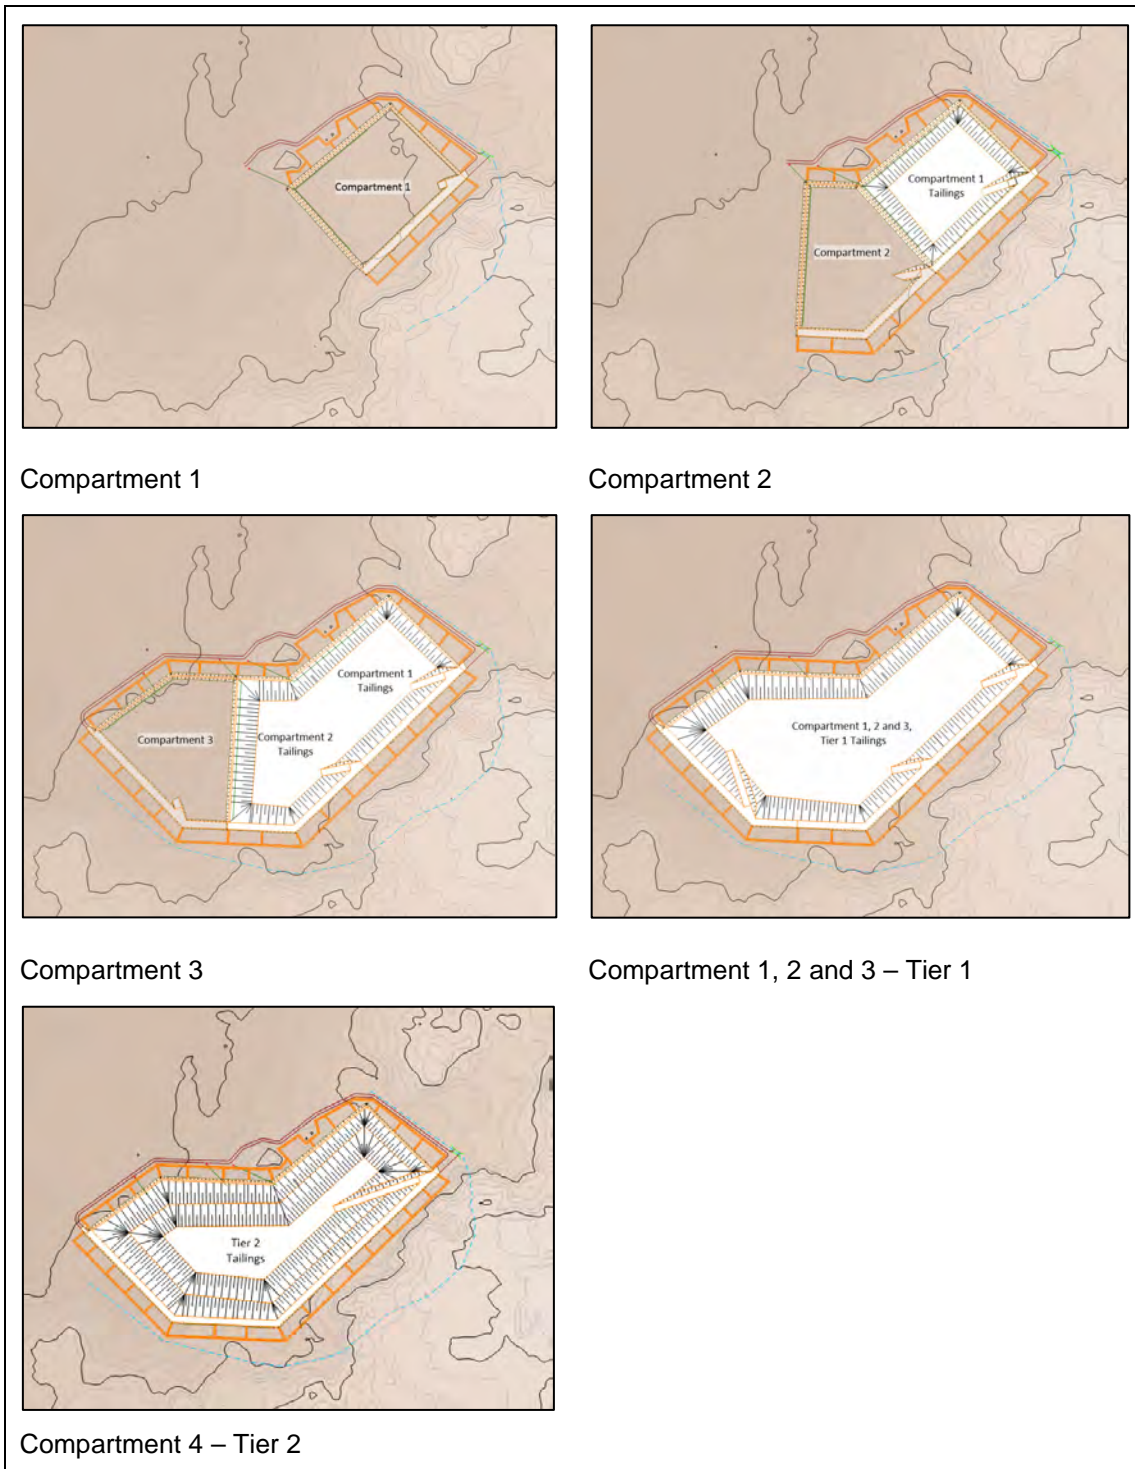 Compartment 1
Compartment 1
Tailings
Compartment 2
Compartment 1
Compartment 2
Compartment 1
Tailings
Compartment 2
Tailings
Compartment 3
Compartment 1, 2 and 3,
Tier 1 Tailings
Compartment 3
Compartment 1, 2 and 3 – Tier 1
Tier 2
Tailings
Compartment 4 – Tier 2